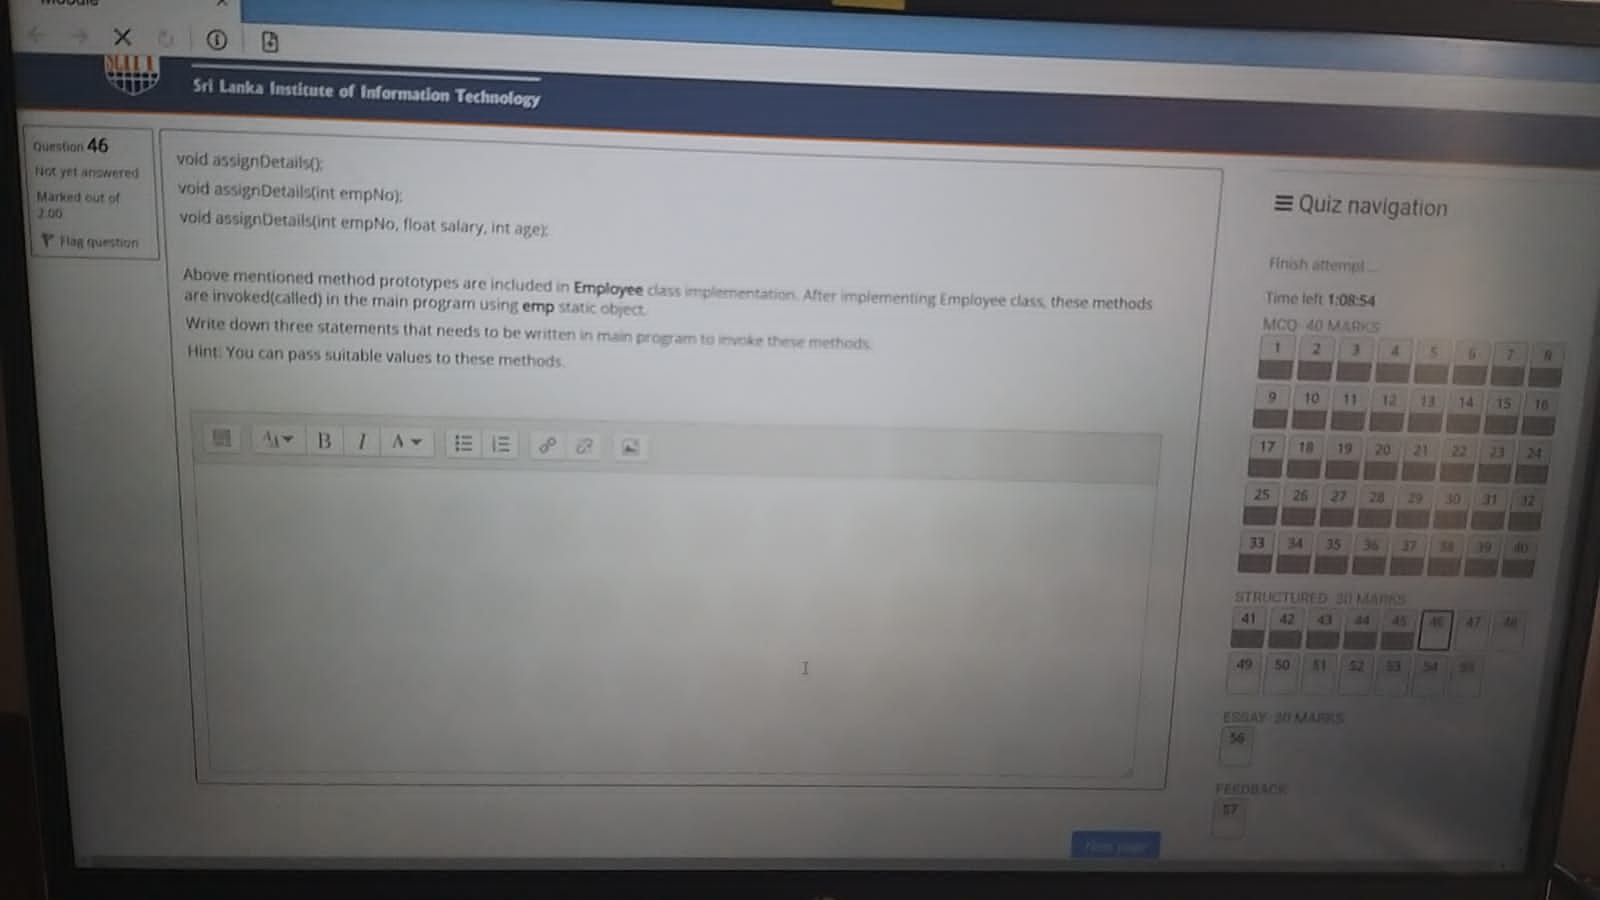 Sri Lanka Institute of Information Technology
Question 46
Not yet answered
Marked out of
2.00
Flag question
void assignDetails();
void assignDetails(int empNo);
void assignDetails(int empNo, float salary, int age);
Above mentioned method prototypes are included in Employee class implementation. After implementing Employee class, these methods
are invoked(called) in the main program using emp static object.
Write down three statements that needs to be written in main program to invoke these methods.
Hint: You can pass suitable values to these methods.
B I A
Quiz navigation
Finish attempt ...
Time left 1:08:54
MCQ: 40 MARKS
1 2 3 4 5 6 7 8
9 10 11 12 13 14 15 16
17 18 19 20 21 22 23 24
25 26 27 28 29 30 31 32
33 34 35 36 37 38 39 40
STRUCTURED: 30 MARKS
41 42 43 44 45 46 47 48
49 50 51 52 53 54 55
ESSAY: 30 MARKS
56
FEEDBACK
57
Next page